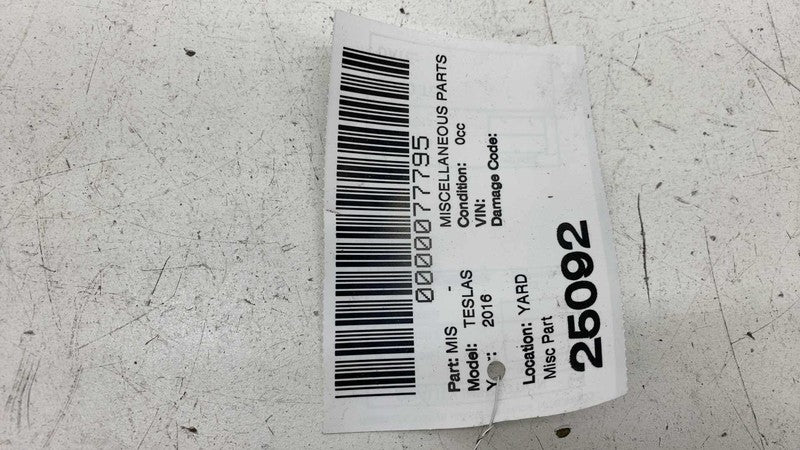 0000077795
Part: MIS - MISCELLANEOUS PARTS
Model: TESLAS Condition: 0cc
2016 VIN:
Damage Code:
Location: YARD
Misc Part
25092